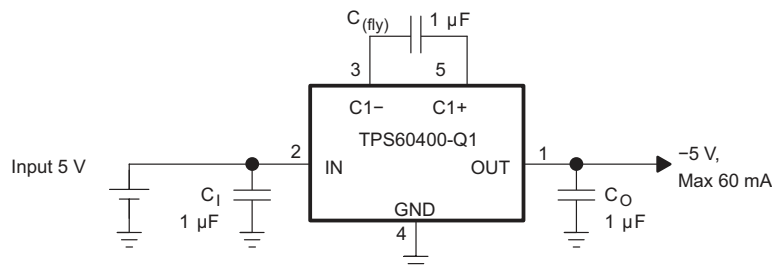 C(fly) 1 µF
3 5
C1− C1+
TPS60400-Q1
Input 5 V
2
IN
OUT
1
−5 V,
Max 60 mA
CI
1 µF
GND
4
CO
1 µF